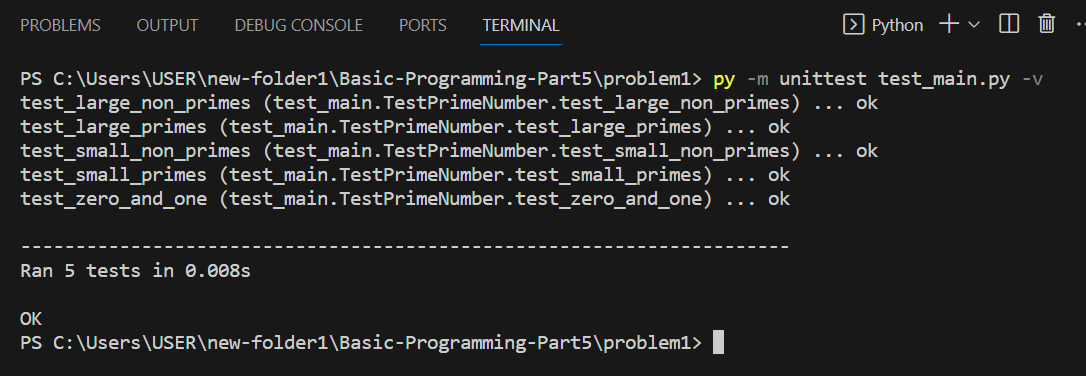 PROBLEMS OUTPUT DEBUG CONSOLE PORTS TERMINAL Python
PS C:\Users\USER\new-folder1\Basic-Programming-Part5\problem1> py -m unittest test_main.py -v
test_large_non_primes (test_main.TestPrimeNumber.test_large_non_primes) ... ok
test_large_primes (test_main.TestPrimeNumber.test_large_primes) ... ok
test_small_non_primes (test_main.TestPrimeNumber.test_small_non_primes) ... ok
test_small_primes (test_main.TestPrimeNumber.test_small_primes) ... ok
test_zero_and_one (test_main.TestPrimeNumber.test_zero_and_one) ... ok
----------------------------------------------------------------------
Ran 5 tests in 0.008s
OK
PS C:\Users\USER\new-folder1\Basic-Programming-Part5\problem1>